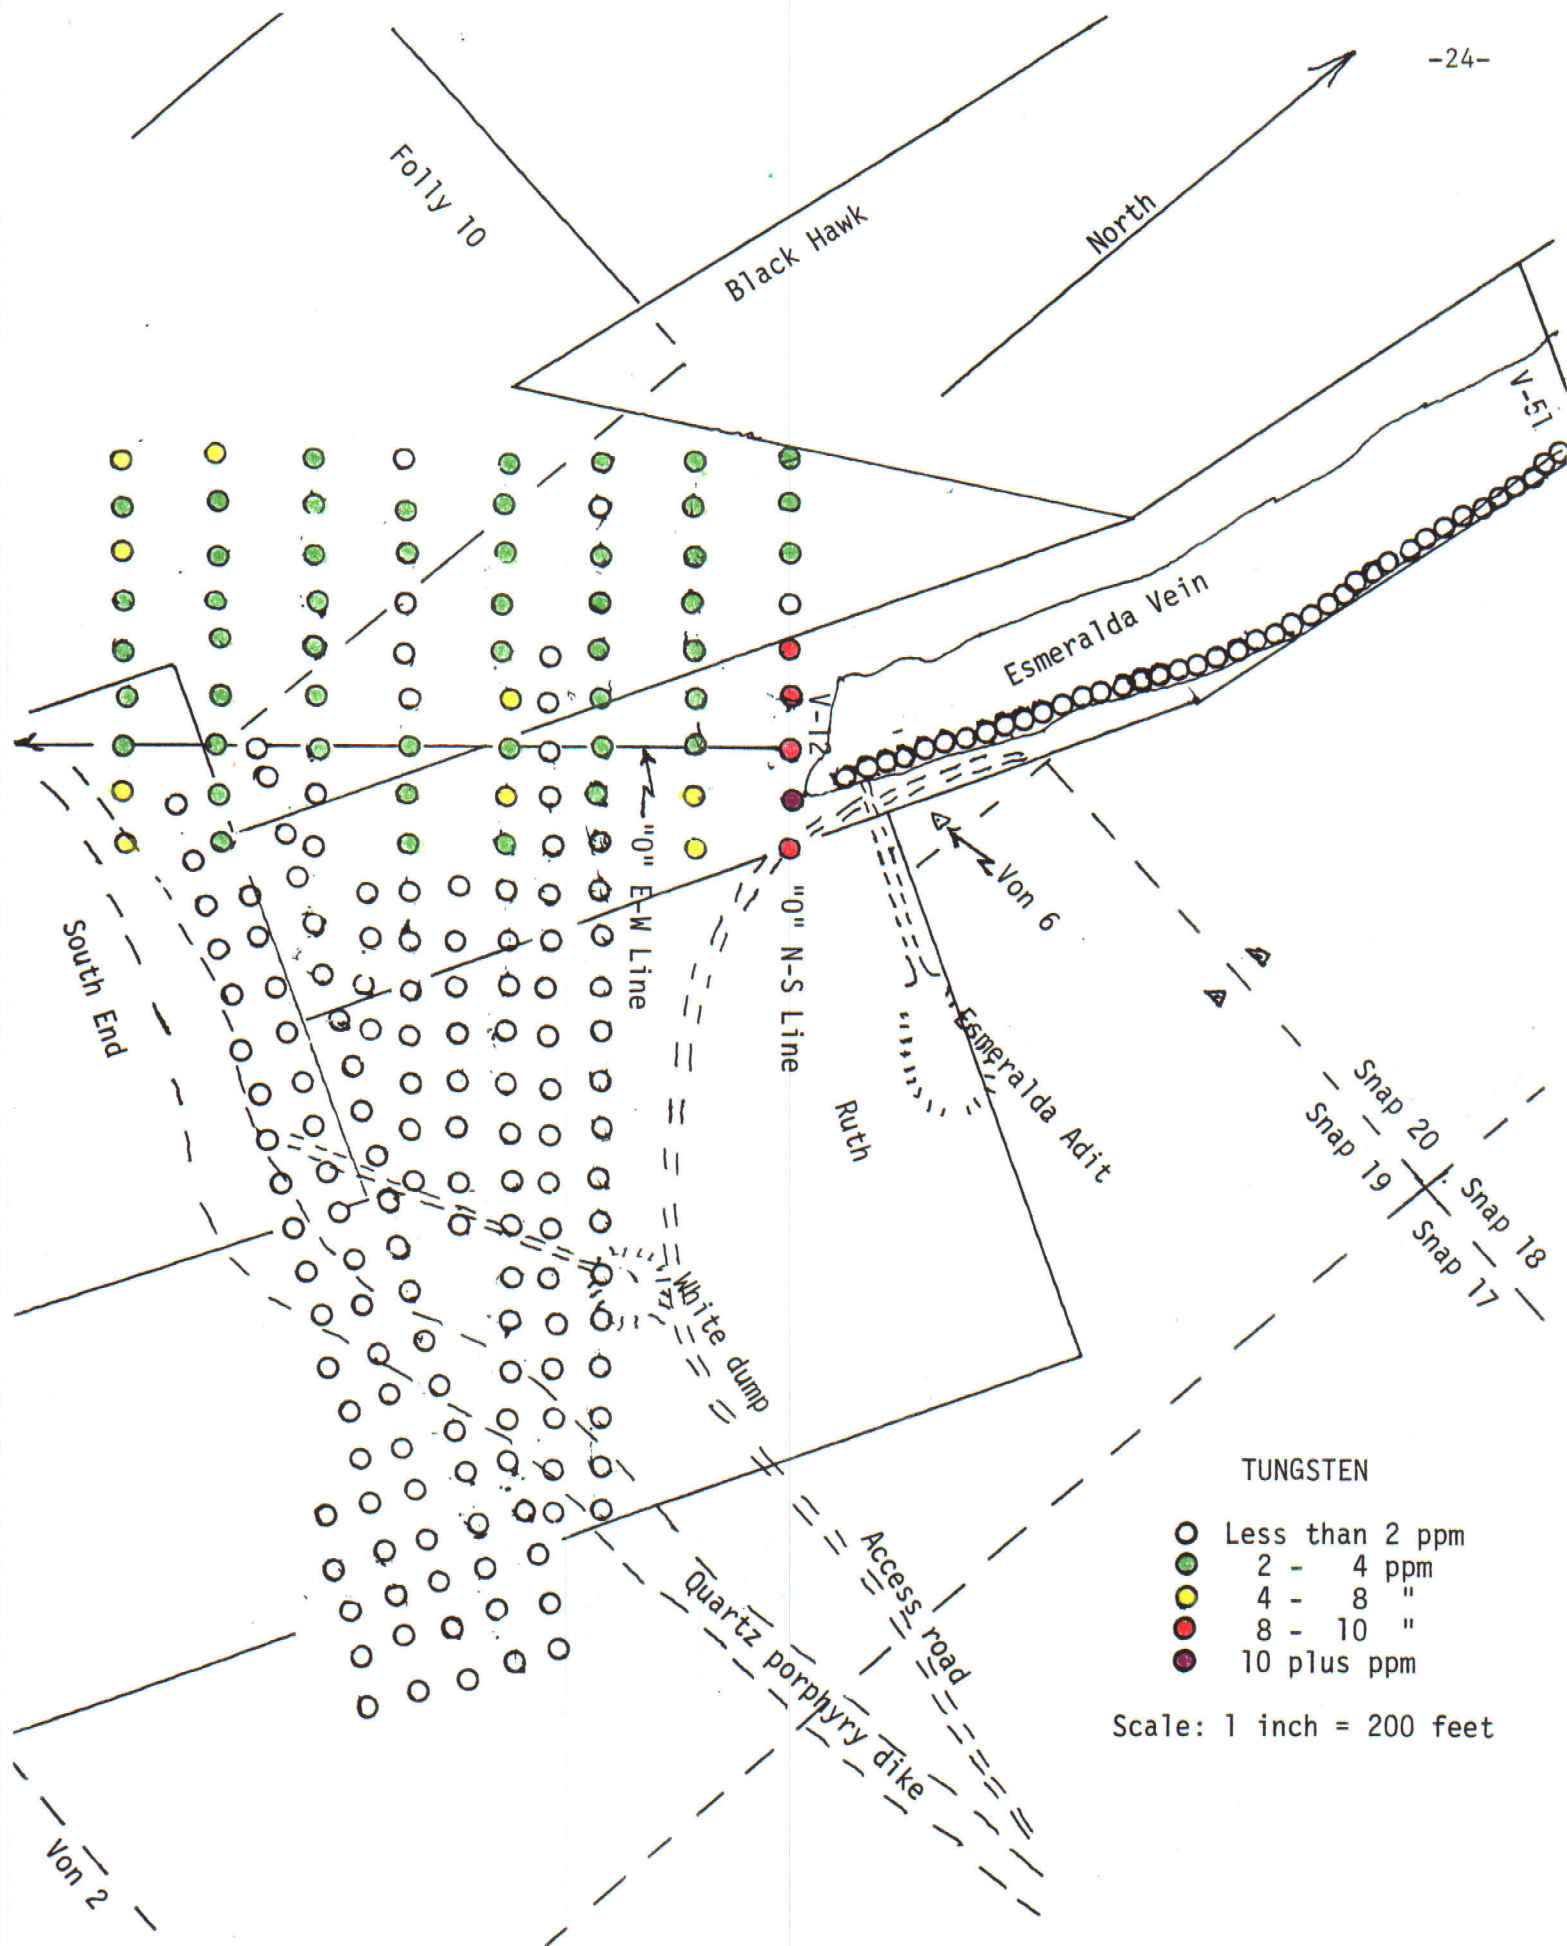 -24-
Folly 10
Black Hawk
North
V-51
Esmeralda Vein
V-12
"O" E-W Line
"O" N-S Line
Von 6
South End
Esmeralda Adit
Ruth
Snap 20
Snap 19
Snap 18
Snap 17
White dump
Access road
Quartz porphyry dike
Von 2
TUNGSTEN
Less than 2 ppm
2 - 4 ppm
4 - 8 "
8 - 10 "
10 plus ppm
Scale: 1 inch = 200 feet